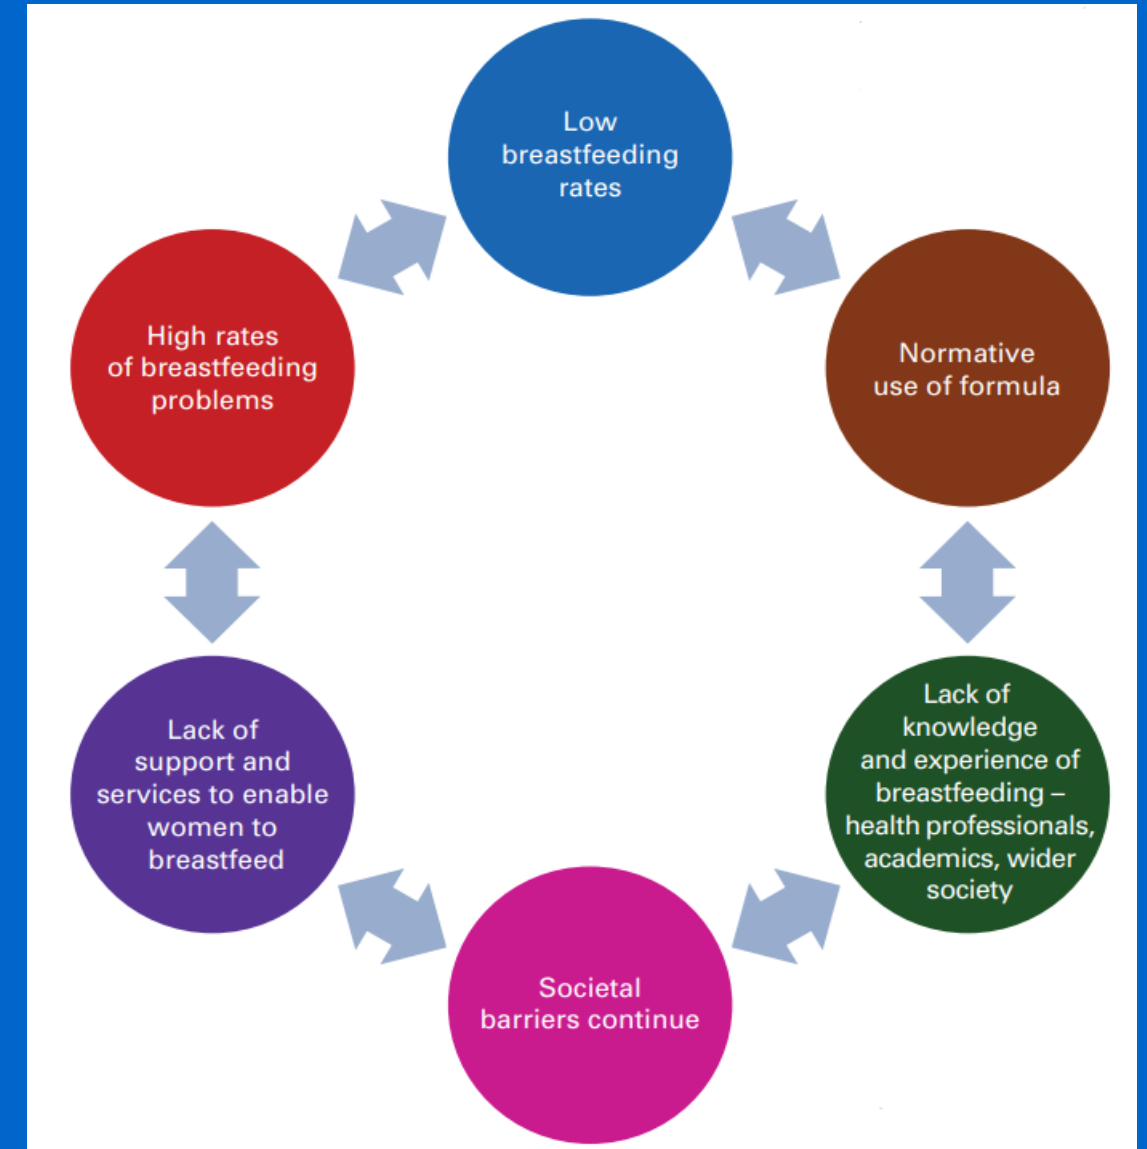 Low
breastfeeding
rates
Normative
use of formula
Lack of
knowledge
and experience of
breastfeeding –
health professionals,
academics, wider
society
Societal
barriers continue
Lack of
support and
services to enable
women to
breastfeed
High rates
of breastfeeding
problems